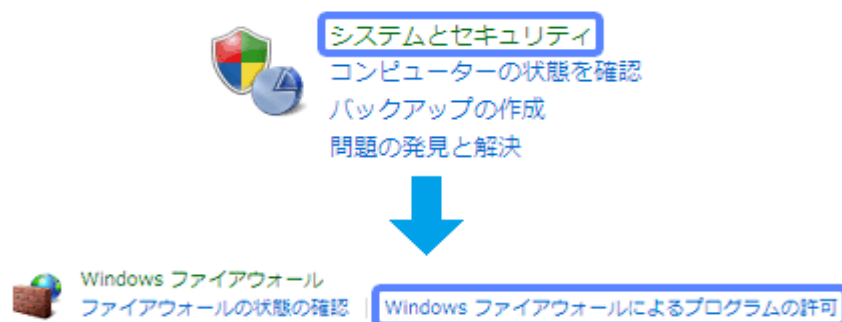 システムとセキュリティ
コンピューターの状態を確認
バックアップの作成
問題の発見と解決
Windows ファイアウォール
ファイアウォールの状態の確認 | Windows ファイアウォールによるプログラムの許可